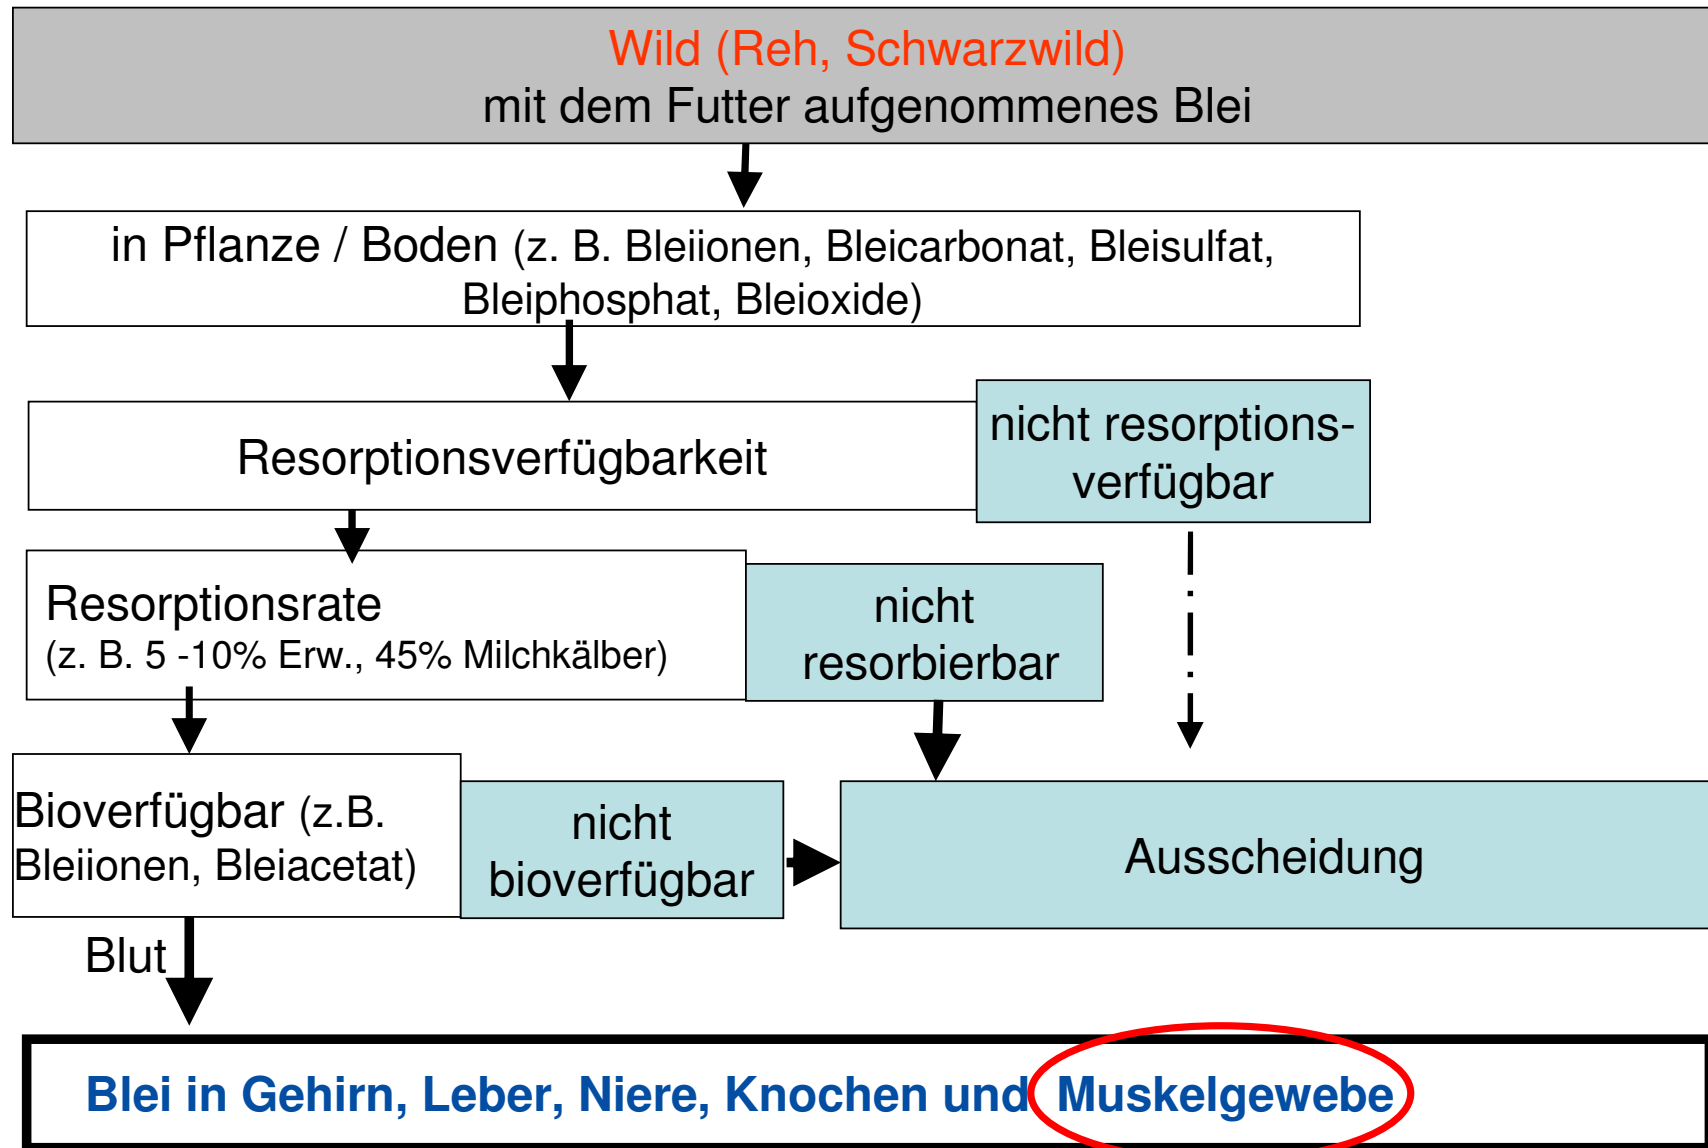 Wild (Reh, Schwarzwild)
mit dem Futter aufgenommenes Blei
in Pflanze / Boden (z. B. Bleiionen, Bleicarbonat, Bleisulfat,
Bleiphosphat, Bleioxide)
Resorptionsverfügbarkeit
nicht resorptions-
verfügbar
Resorptionsrate
(z. B. 5 -10% Erw., 45% Milchkälber)
nicht
resorbierbar
Bioverfügbar (z.B.
Bleiionen, Bleiacetat)
nicht
bioverfügbar
Ausscheidung
Blut
Blei in Gehirn, Leber, Niere, Knochen und Muskelgewebe